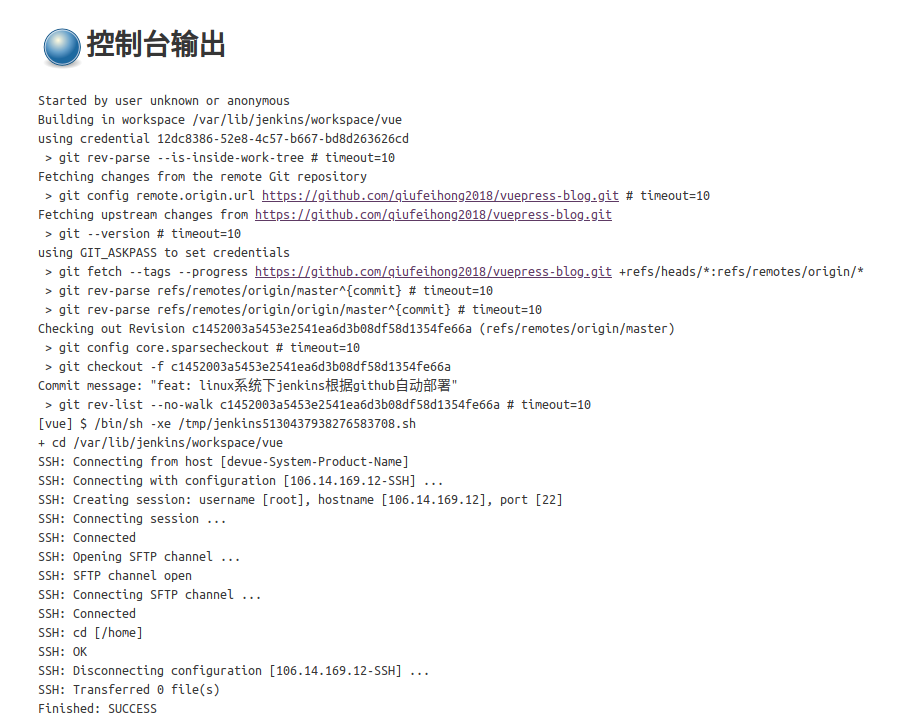 控制台输出
Started by user unknown or anonymous
Building in workspace /var/lib/jenkins/workspace/vue
using credential 12dc8386-52e8-4c57-b667-bd8d263626cd
 > git rev-parse --is-inside-work-tree # timeout=10
Fetching changes from the remote Git repository
 > git config remote.origin.url https://github.com/qiufeihong2018/vuepress-blog.git # timeout=10
Fetching upstream changes from https://github.com/qiufeihong2018/vuepress-blog.git
 > git --version # timeout=10
using GIT_ASKPASS to set credentials
 > git fetch --tags --progress https://github.com/qiufeihong2018/vuepress-blog.git +refs/heads/*:refs/remotes/origin/*
 > git rev-parse refs/remotes/origin/master^{commit} # timeout=10
 > git rev-parse refs/remotes/origin/origin/master^{commit} # timeout=10
Checking out Revision c1452003a5453e2541ea6d3b08df58d1354fe66a (refs/remotes/origin/master)
 > git config core.sparsecheckout # timeout=10
 > git checkout -f c1452003a5453e2541ea6d3b08df58d1354fe66a
Commit message: "feat: linux系统下jenkins根据github自动部署"
 > git rev-list --no-walk c1452003a5453e2541ea6d3b08df58d1354fe66a # timeout=10
[vue] $ /bin/sh -xe /tmp/jenkins5130437938276583708.sh
+ cd /var/lib/jenkins/workspace/vue
SSH: Connecting from host [devue-System-Product-Name]
SSH: Connecting with configuration [106.14.169.12-SSH] ...
SSH: Creating session: username [root], hostname [106.14.169.12], port [22]
SSH: Connecting session ...
SSH: Connected
SSH: Opening SFTP channel ...
SSH: SFTP channel open
SSH: Connecting SFTP channel ...
SSH: Connected
SSH: cd [/home]
SSH: OK
SSH: Disconnecting configuration [106.14.169.12-SSH] ...
SSH: Transferred 0 file(s)
Finished: SUCCESS